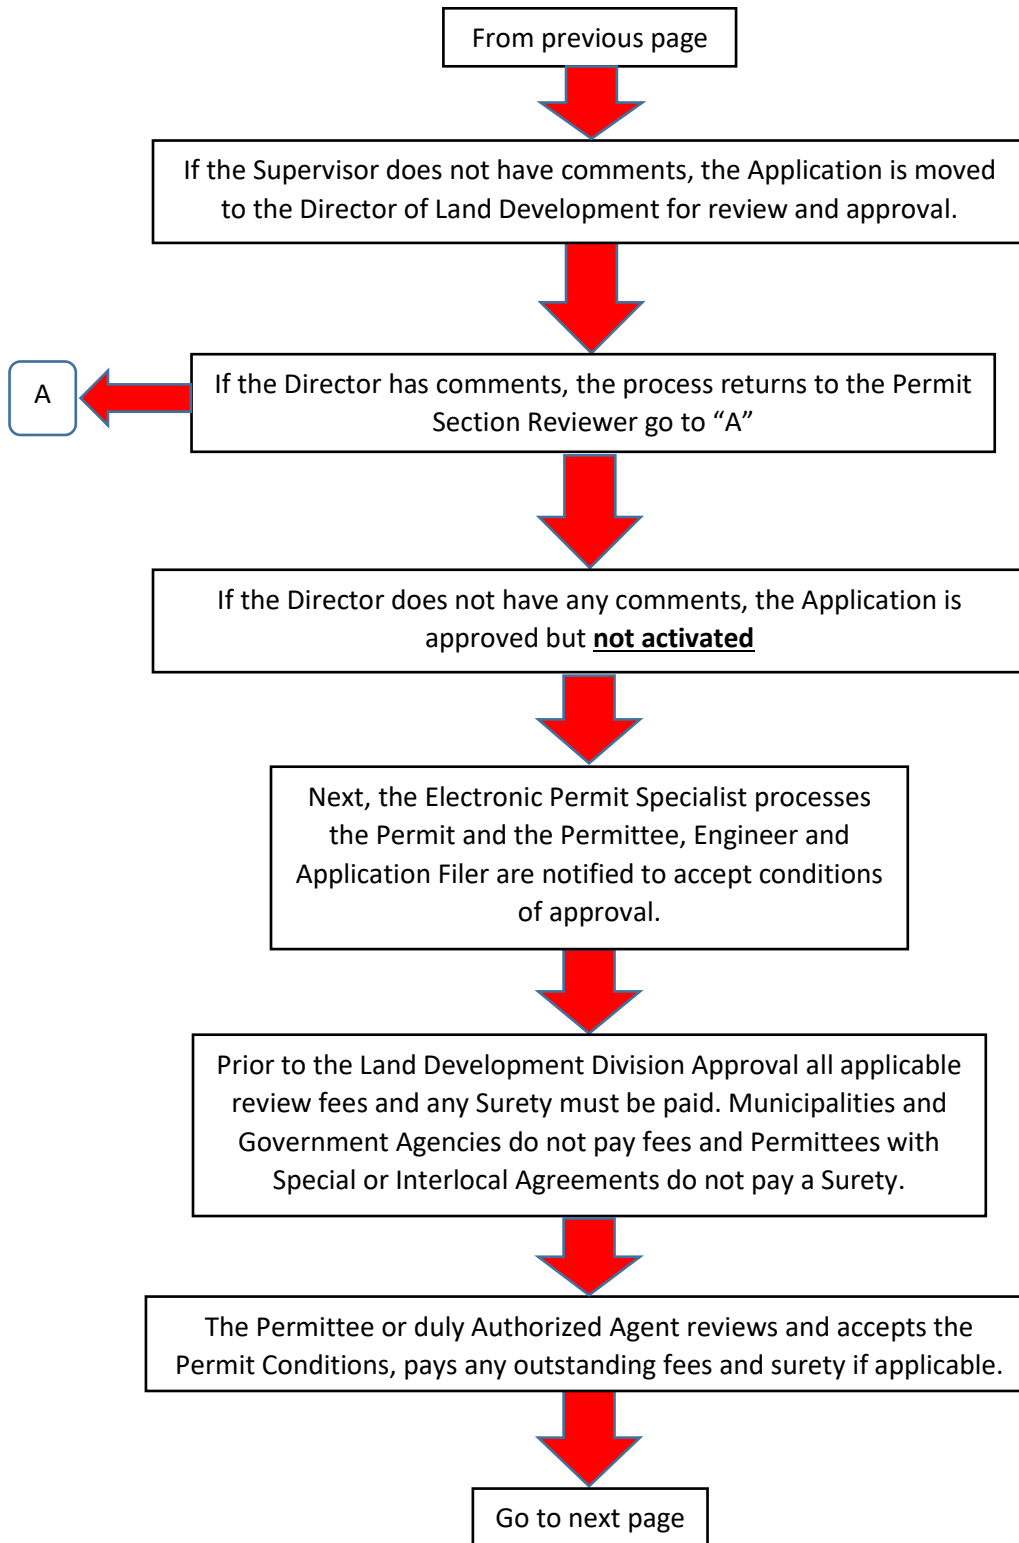 From previous page
If the Supervisor does not have comments, the Application is moved
to the Director of Land Development for review and approval.
A
If the Director has comments, the process returns to the Permit
Section Reviewer go to “A”
If the Director does not have any comments, the Application is
approved but not activated
Next, the Electronic Permit Specialist processes
the Permit and the Permittee, Engineer and
Application Filer are notified to accept conditions
of approval.
Prior to the Land Development Division Approval all applicable
review fees and any Surety must be paid. Municipalities and
Government Agencies do not pay fees and Permittees with
Special or Interlocal Agreements do not pay a Surety.
The Permittee or duly Authorized Agent reviews and accepts the
Permit Conditions, pays any outstanding fees and surety if applicable.
Go to next page